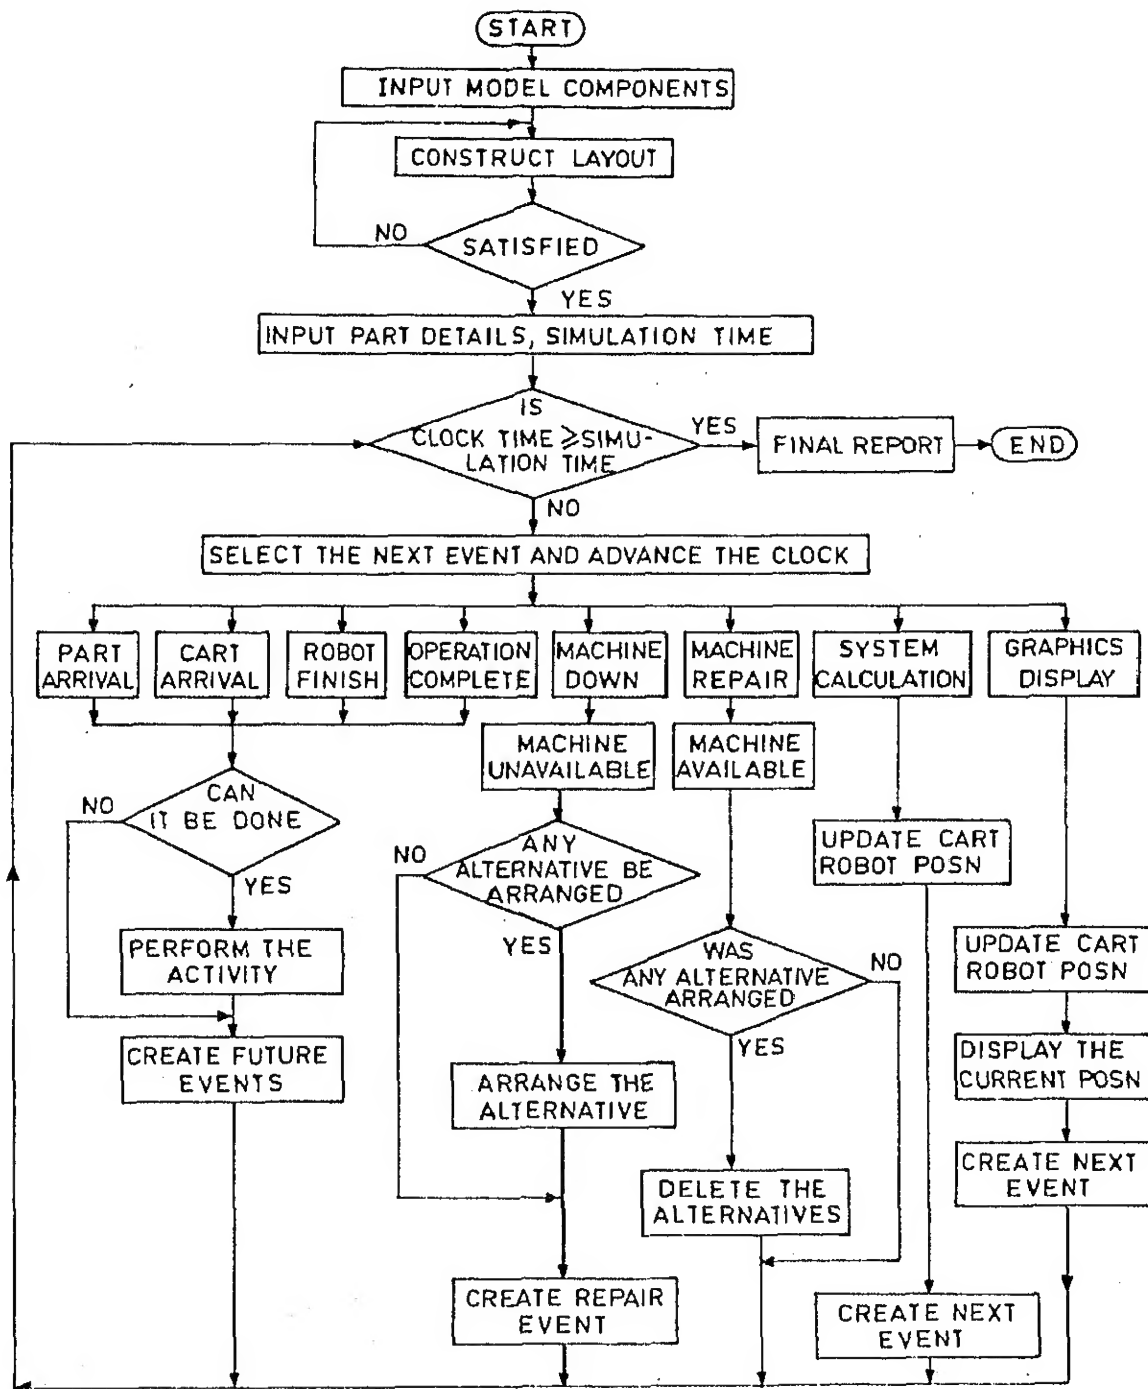 START
INPUT MODEL COMPONENTS
CONSTRUCT LAYOUT
NO
SATISFIED
YES
INPUT PART DETAILS, SIMULATION TIME
IS
CLOCK TIME ≥ SIMU-
LATION TIME
YES
FINAL REPORT
END
NO
SELECT THE NEXT EVENT AND ADVANCE THE CLOCK
PART
ARRIVAL
CART
ARRIVAL
ROBOT
FINISH
OPERATION
COMPLETE
MACHINE
DOWN
MACHINE
REPAIR
SYSTEM
CALCULATION
GRAPHICS
DISPLAY
MACHINE
UNAVAILABLE
MACHINE
AVAILABLE
NO
CAN
IT BE DONE
YES
UPDATE CART
ROBOT POSN
NO
ANY
ALTERNATIVE BE
ARRANGED
YES
PERFORM THE
ACTIVITY
WAS
ANY ALTERNATIVE
ARRANGED
NO
YES
UPDATE CART
ROBOT POSN
CREATE FUTURE
EVENTS
ARRANGE THE
ALTERNATIVE
DISPLAY THE
CURRENT POSN
DELETE THE
ALTERNATIVES
CREATE NEXT
EVENT
CREATE REPAIR
EVENT
CREATE NEXT
EVENT